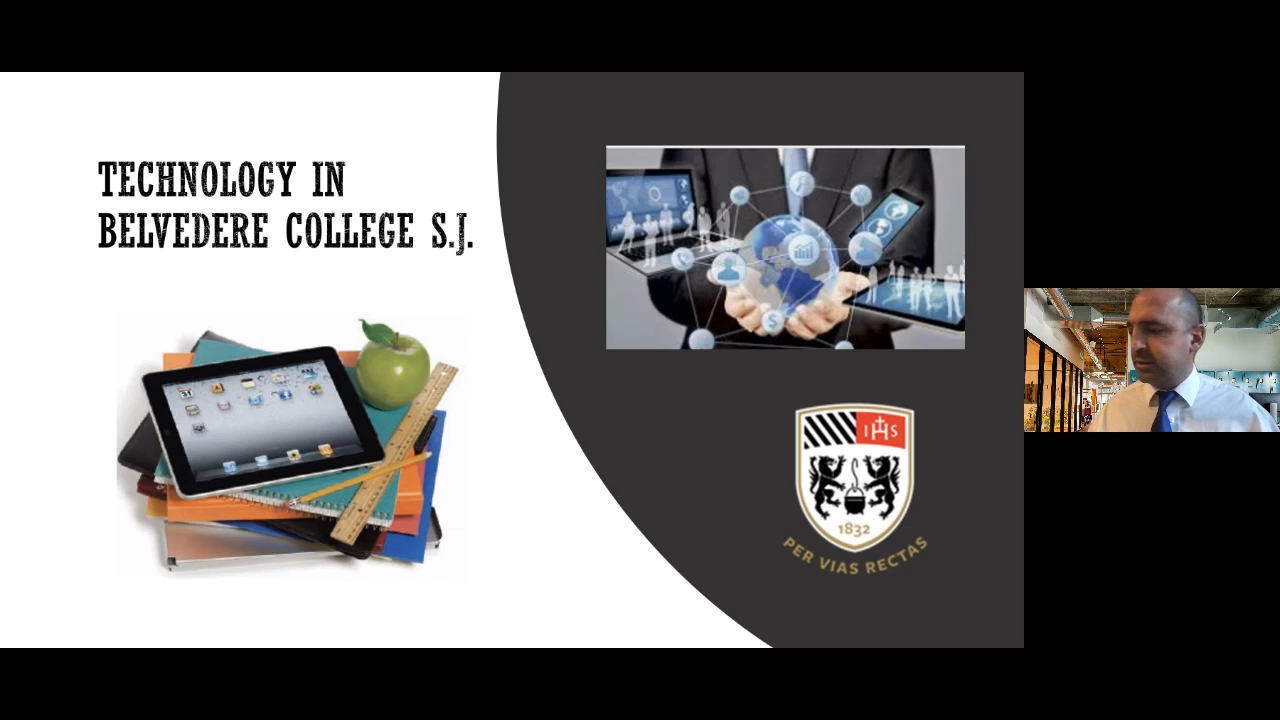 TECHNOLOGY IN
BELVEDERE COLLEGE S.J.
IHS
1832
PER VIAS RECTAS